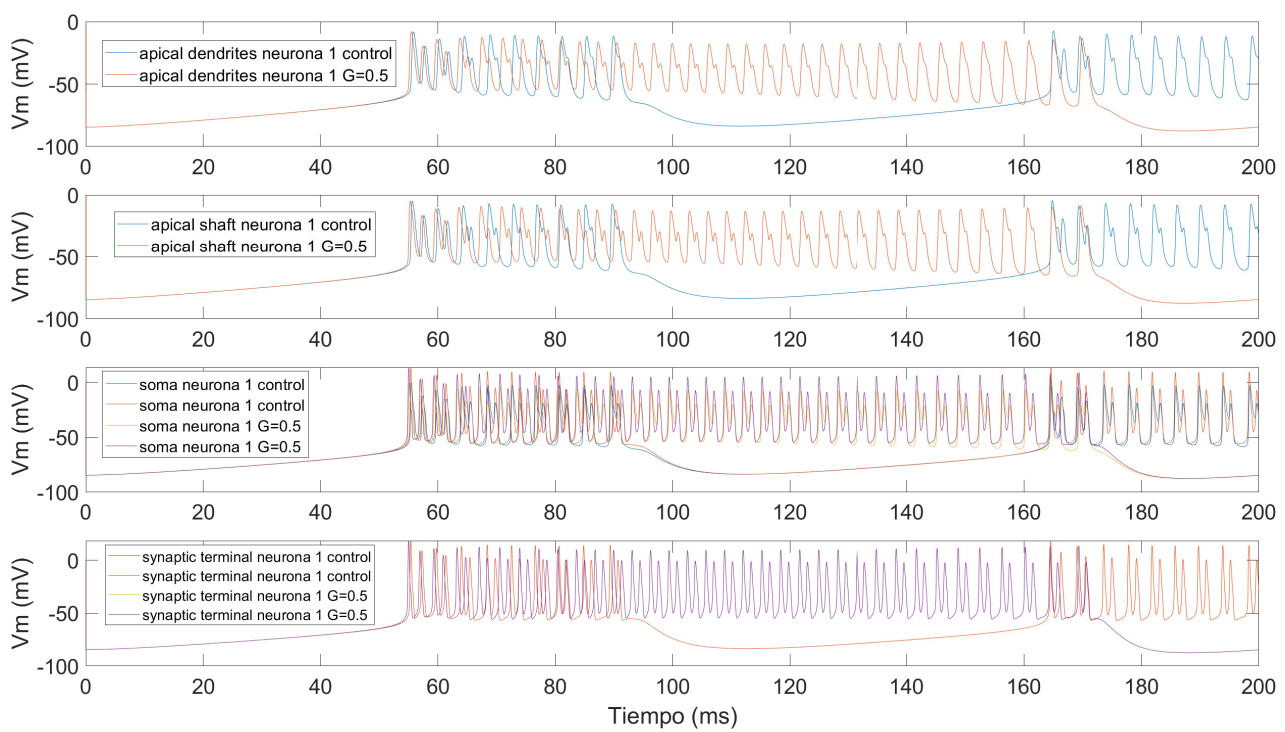 0
-50
-100
Vm (mV)
apical dendrites neurona 1 control
apical dendrites neurona 1 G=0.5
0 20 40 60 80 100 120 140 160 180 200
0
-50
-100
Vm (mV)
apical shaft neurona 1 control
apical shaft neurona 1 G=0.5
0 20 40 60 80 100 120 140 160 180 200
0
-50
-100
Vm (mV)
soma neurona 1 control
soma neurona 1 control
soma neurona 1 G=0.5
soma neurona 1 G=0.5
0 20 40 60 80 100 120 140 160 180 200
0
-50
-100
Vm (mV)
synaptic terminal neurona 1 control
synaptic terminal neurona 1 control
synaptic terminal neurona 1 G=0.5
synaptic terminal neurona 1 G=0.5
0 20 40 60 80 100 120 140 160 180 200
Tiempo (ms)